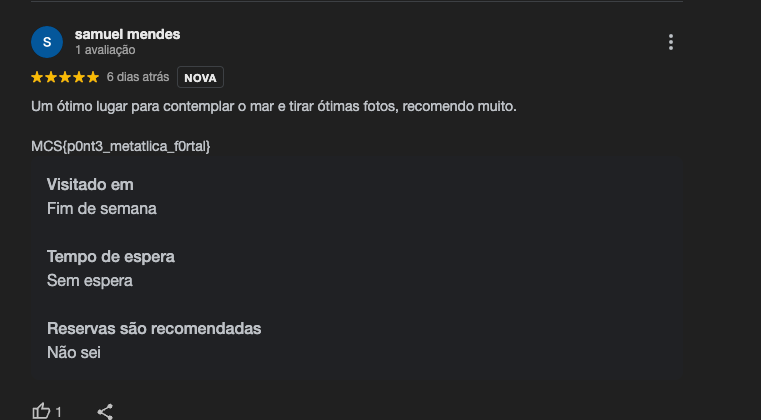 S
samuel mendes
1 avaliação
6 dias atrás NOVA
Um ótimo lugar para contemplar o mar e tirar ótimas fotos, recomendo muito.
MCS{p0nt3_metatlica_f0rtal}
Visitado em
Fim de semana
Tempo de espera
Sem espera
Reservas são recomendadas
Não sei
1